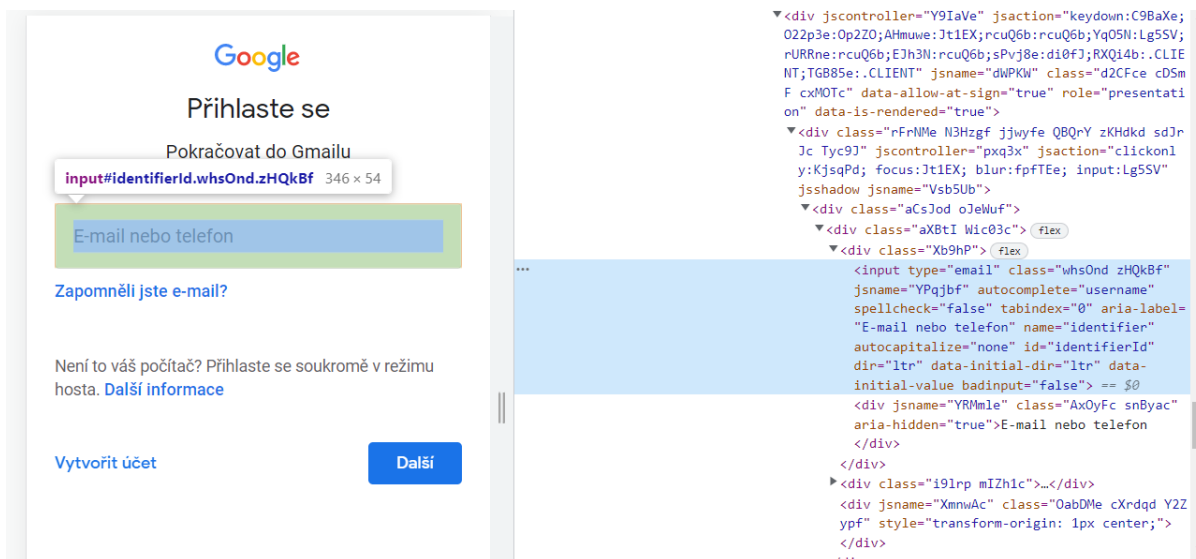 Google
Přihlaste se
Pokračovat do Gmailu
input#identifierId.whsOnd.zHQkBf 346 × 54
E-mail nebo telefon
Zapomněli jste e-mail?
Není to váš počítač? Přihlaste se soukromě v režimu
hosta. Další informace
Vytvořit účet
Další
<div jscontroller="Y9IaVe" jsaction="keydown:C9BaXe;
O22p3e:Op2ZO;AHmuwe:Jt1EX;rcuQ6b:rcuQ6b;YqO5N:Lg5SV;
rURRne:rcuQ6b;EJh3N:rcuQ6b;sPvj8e:di0fJ;RXQi4b:.CLIE
NT;TGB85e:.CLIENT" jsname="dWPKW" class="d2CFce cDSm
F cxMOTc" data-allow-at-sign="true" role="presentati
on" data-is-rendered="true">
<div class="rFrNMe N3Hzgf jjwyfe QBQrY zKHdkd sdJr
Jc Tyc9J" jscontroller="pxq3x" jsaction="clickonl
y:KjsqPd; focus:Jt1EX; blur:fpfTEe; input:Lg5SV"
jsshadow jsname="Vsb5Ub">
<div class="aCsJod oJeWuf">
<div class="aXBtI Wic03c"> flex
<div class="Xb9hP"> flex
<input type="email" class="whsOnd zHQkBf"
jsname="YPqjbf" autocomplete="username"
spellcheck="false" tabindex="0" aria-label=
"E-mail nebo telefon" name="identifier"
autocapitalize="none" id="identifierId"
dir="ltr" data-initial-dir="ltr" data-
initial-value badinput="false"> == $0
<div jsname="YRMmle" class="AxOyFc snByac"
aria-hidden="true">E-mail nebo telefon
</div>
</div>
<div class="i9lrp mIZh1c">…</div>
<div jsname="XmnwAc" class="OabDMe cXrdqd Y2Z
ypf" style="transform-origin: 1px center;">
</div>